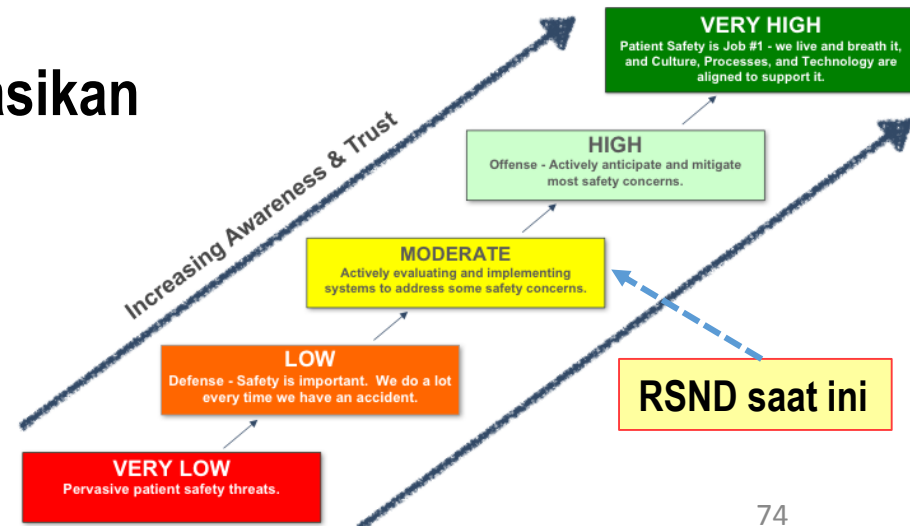 asikan
Increasing Awareness & Trust
VERY HIGH
Patient Safety is Job #1 - we live and breath it,
and Culture, Processes, and Technology are
aligned to support it.
HIGH
Offense - Actively anticipate and mitigate
most safety concerns.
MODERATE
Actively evaluating and implementing
systems to address some safety concerns.
LOW
Defense - Safety is important. We do a lot
every time we have an accident.
VERY LOW
Pervasive patient safety threats.
RSND saat ini
74